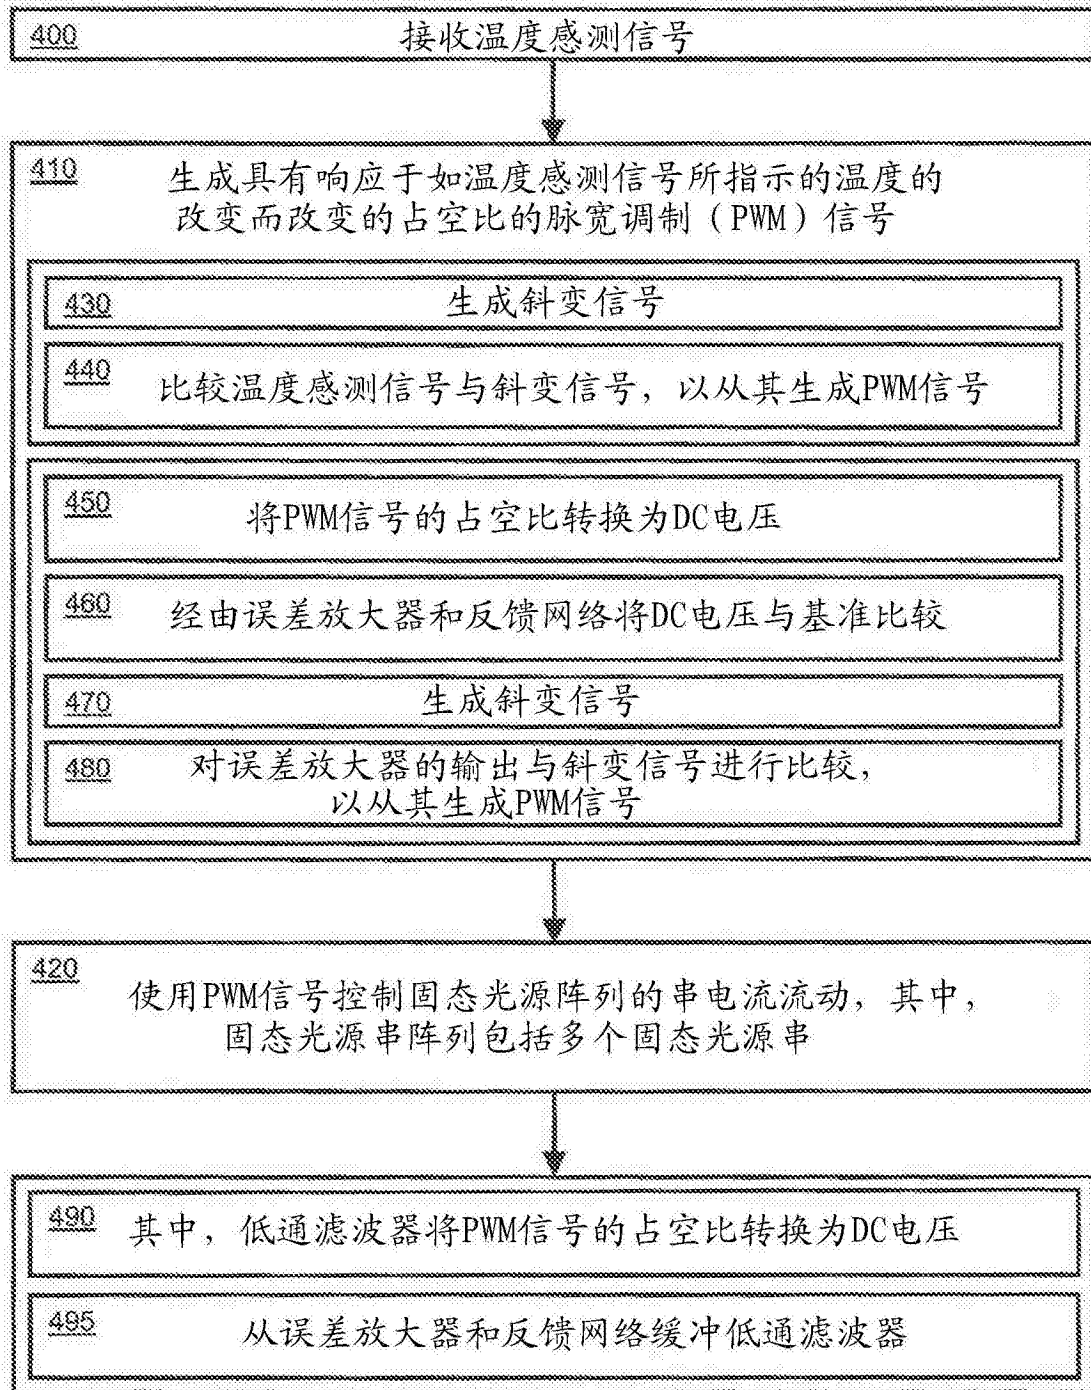 400 接收温度感测信号
410 生成具有响应于如温度感测信号所指示的温度的
改变而改变的占空比的脉宽调制（PWM）信号
430 生成斜变信号
440 比较温度感测信号与斜变信号，以从其生成PWM信号
450 将PWM信号的占空比转换为DC电压
460 经由误差放大器和反馈网络将DC电压与基准比较
470 生成斜变信号
480 对误差放大器的输出与斜变信号进行比较，
以从其生成PWM信号
420 使用PWM信号控制固态光源阵列的串电流流动，其中，
固态光源串阵列包括多个固态光源串
490 其中，低通滤波器将PWM信号的占空比转换为DC电压
495 从误差放大器和反馈网络缓冲低通滤波器